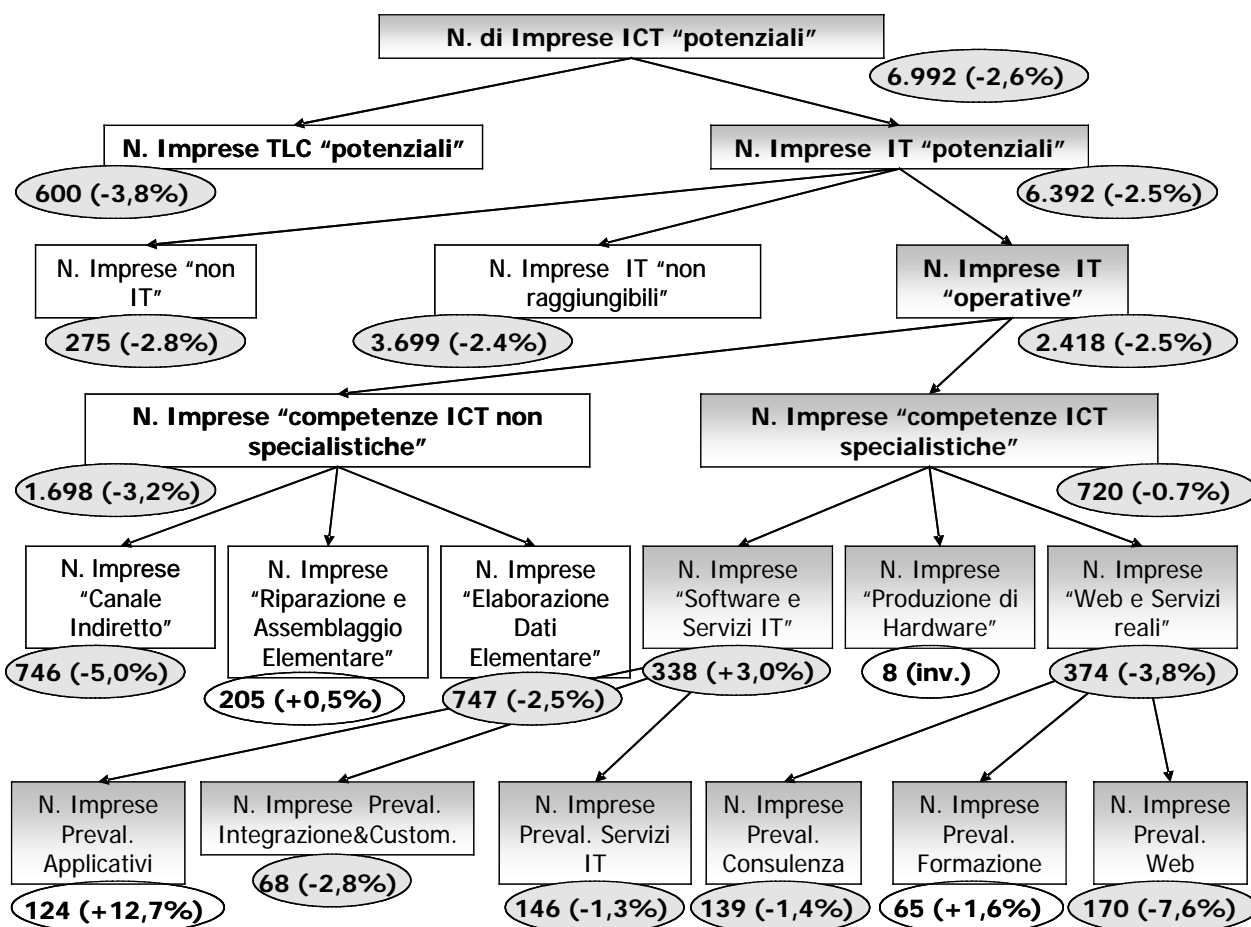 N. di Imprese ICT “potenziali”
6.992 (-2,6%)
N. Imprese TLC “potenziali”
600 (-3,8%)
N. Imprese IT “potenziali”
6.392 (-2.5%)
N. Imprese “non
IT”
275 (-2.8%)
N. Imprese IT “non
raggiungibili”
3.699 (-2.4%)
N. Imprese IT
“operative”
2.418 (-2.5%)
N. Imprese “competenze ICT non
specialistiche”
1.698 (-3,2%)
N. Imprese “competenze ICT
specialistiche”
720 (-0.7%)
N. Imprese
“Canale
Indiretto”
746 (-5,0%)
N. Imprese
“Riparazione e
Assemblaggio
Elementare”
205 (+0,5%)
N. Imprese
“Elaborazione
Dati
Elementare”
747 (-2,5%)
N. Imprese
“Software e
Servizi IT”
338 (+3,0%)
N. Imprese
“Produzione di
Hardware”
8 (inv.)
N. Imprese
“Web e Servizi
reali”
374 (-3,8%)
N. Imprese
Preval.
Applicativi
124 (+12,7%)
N. Imprese Preval.
Integrazione&Custom.
68 (-2,8%)
N. Imprese
Preval. Servizi
IT
146 (-1,3%)
N. Imprese
Preval.
Consulenza
139 (-1,4%)
N. Imprese
Preval.
Formazione
65 (+1,6%)
N. Imprese
Preval.
Web
170 (-7,6%)